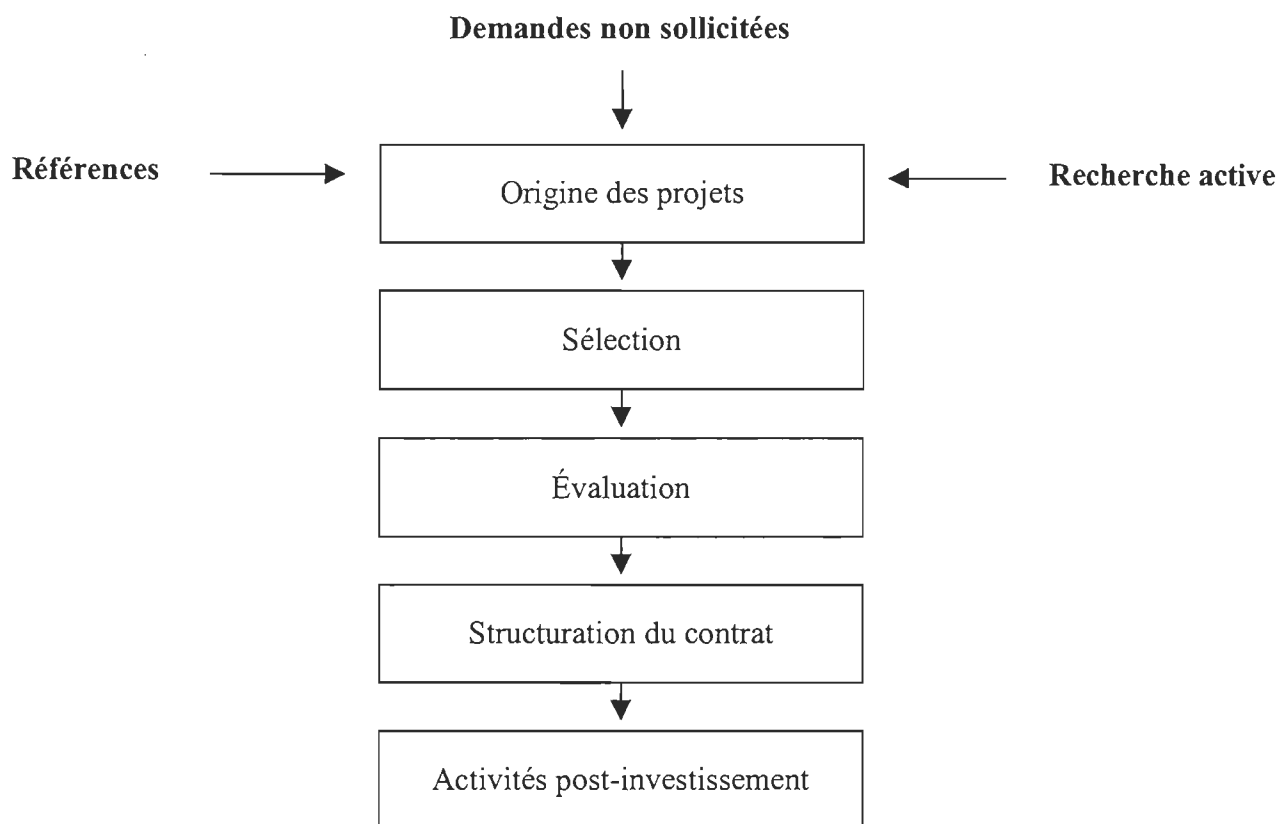 Demandes non sollicitées
Références
Origine des projets
Recherche active
Sélection
Évaluation
Structuration du contrat
Activités post-investissement